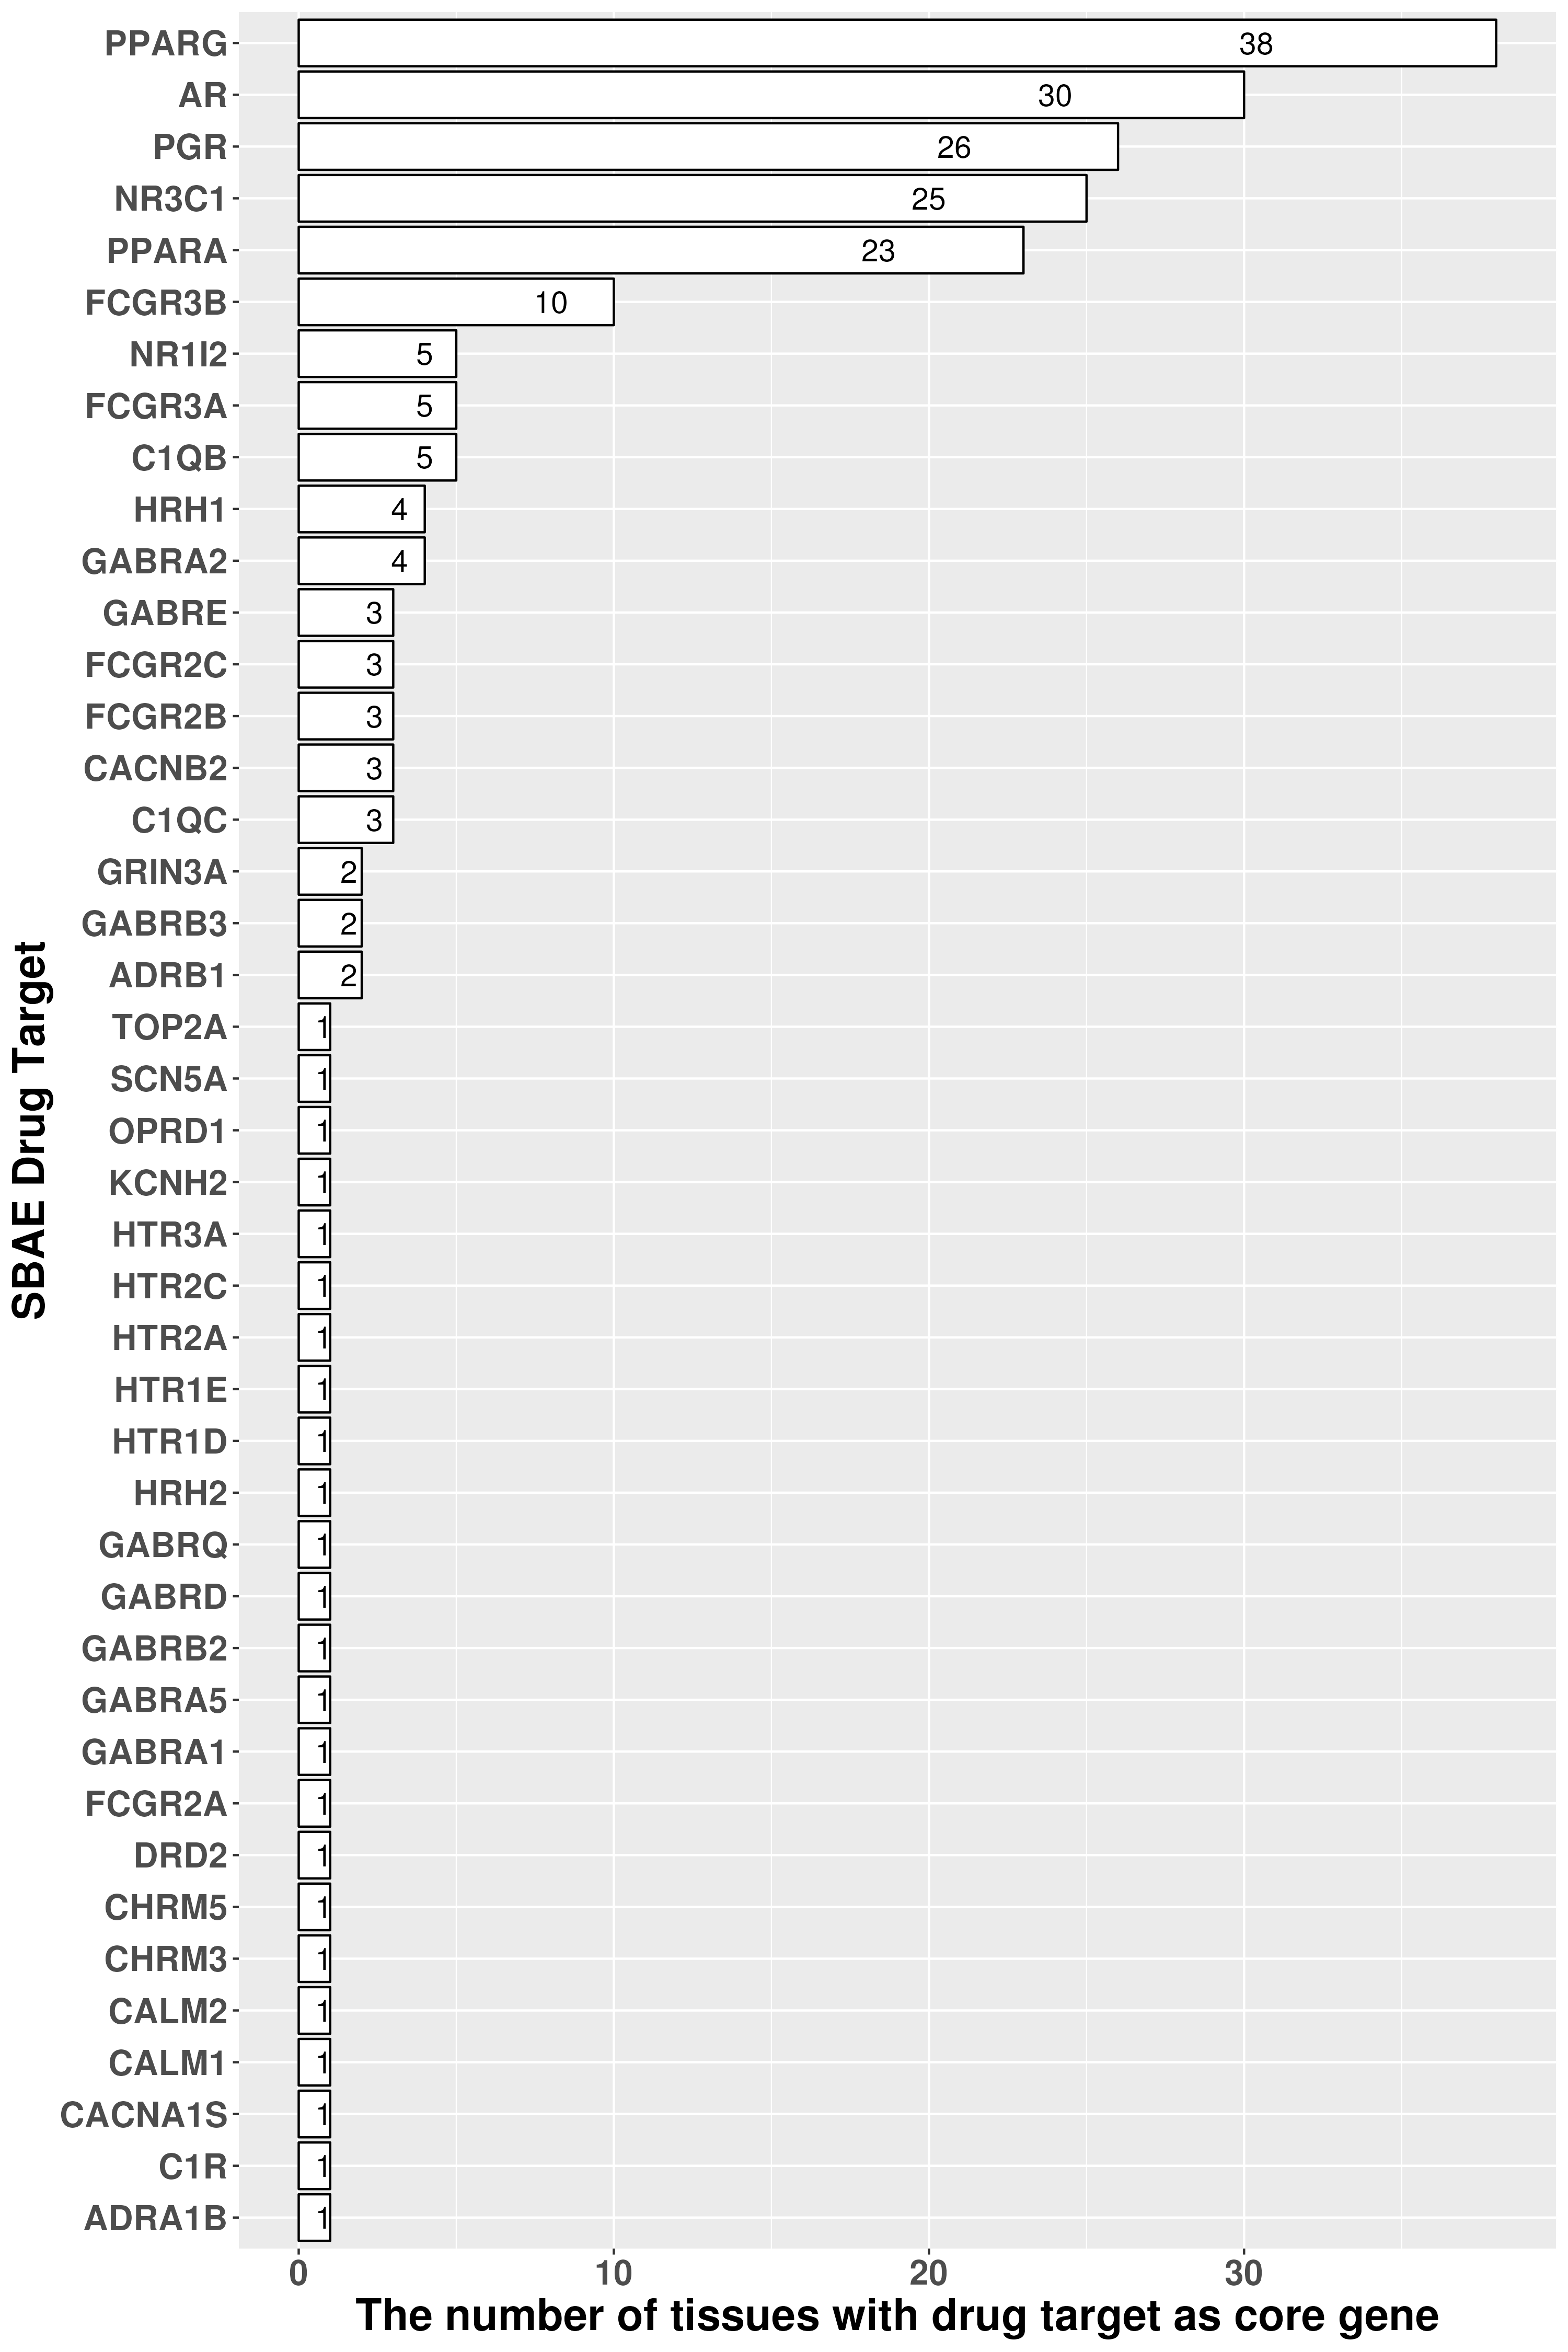 PPARG 38
AR 30
PGR 26
NR3C1 25
PPARA 23
FCGR3B 10
NR1I2 5
FCGR3A 5
C1QB 5
HRH1 4
GABRA2 4
GABRE 3
FCGR2C 3
FCGR2B 3
CACNB2 3
C1QC 3
GRIN3A 2
GABRB3 2
ADRB1 2
TOP2A 1
SCN5A 1
OPRD1 1
KCNH2 1
HTR3A 1
HTR2C 1
HTR2A 1
HTR1E 1
HTR1D 1
HRH2 1
GABRQ 1
GABRD 1
GABRB2 1
GABRA5 1
GABRA1 1
FCGR2A 1
DRD2 1
CHRM5 1
CHRM3 1
CALM2 1
CALM1 1
CACNA1S 1
C1R 1
ADRA1B 1
0 10 20 30
The number of tissues with drug target as core gene
SBAE Drug Target